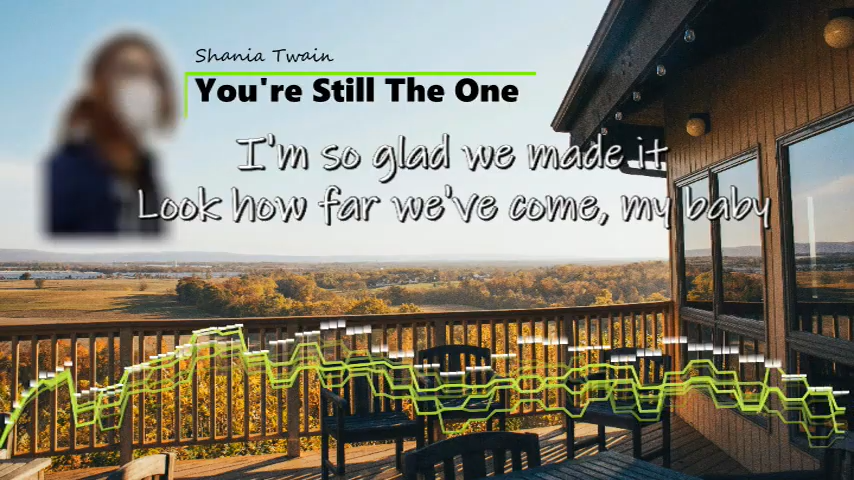 Shania Twain
You're Still The One
I'm so glad we made it
Look how far we've come, my baby